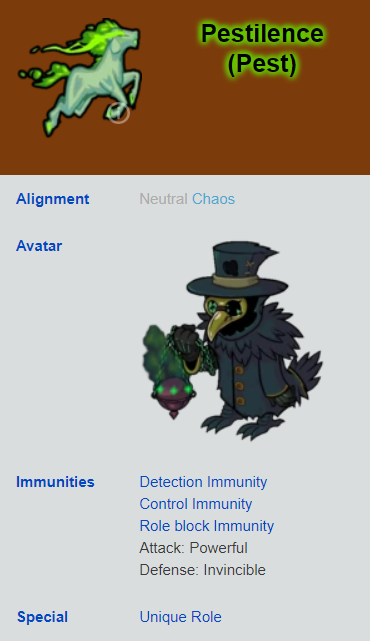 Pestilence
(Pest)
Alignment Neutral Chaos
Avatar
Immunities Detection Immunity
Control Immunity
Role block Immunity
Attack: Powerful
Defense: Invincible
Special Unique Role